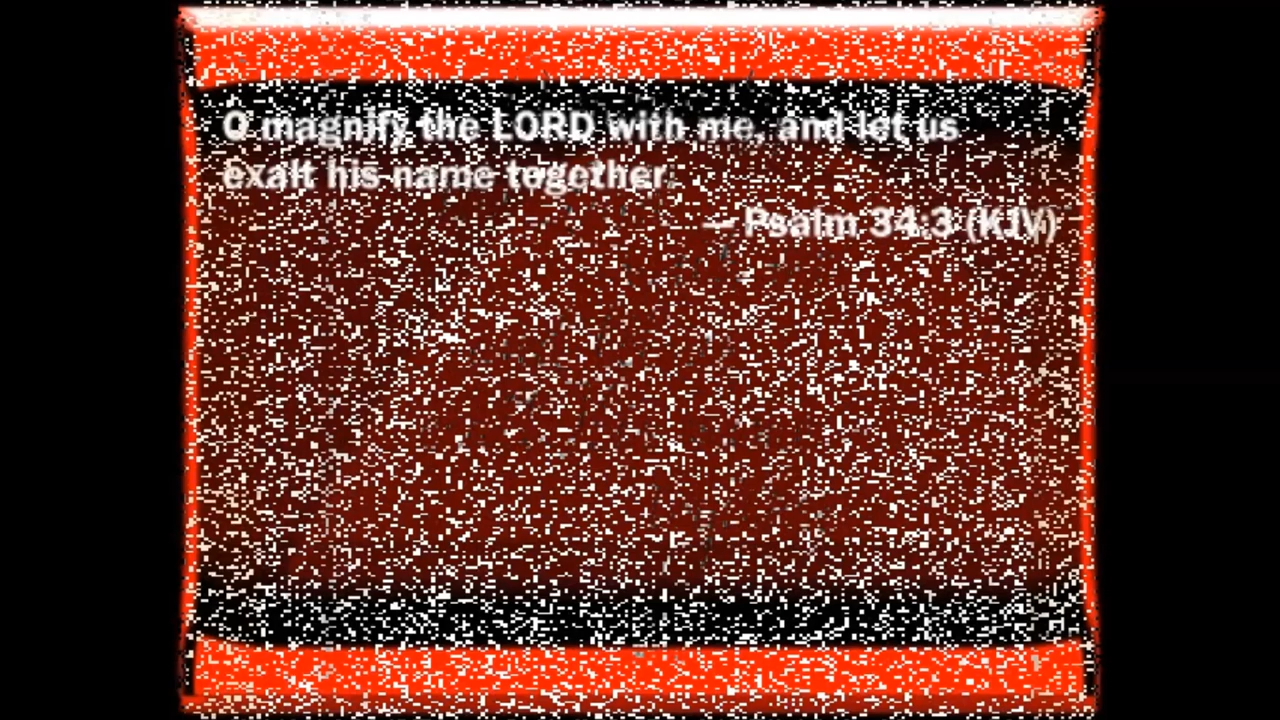 O magnify the LORD with me, and let us
exalt his name together.
— Psalm 34:3 (KJV)